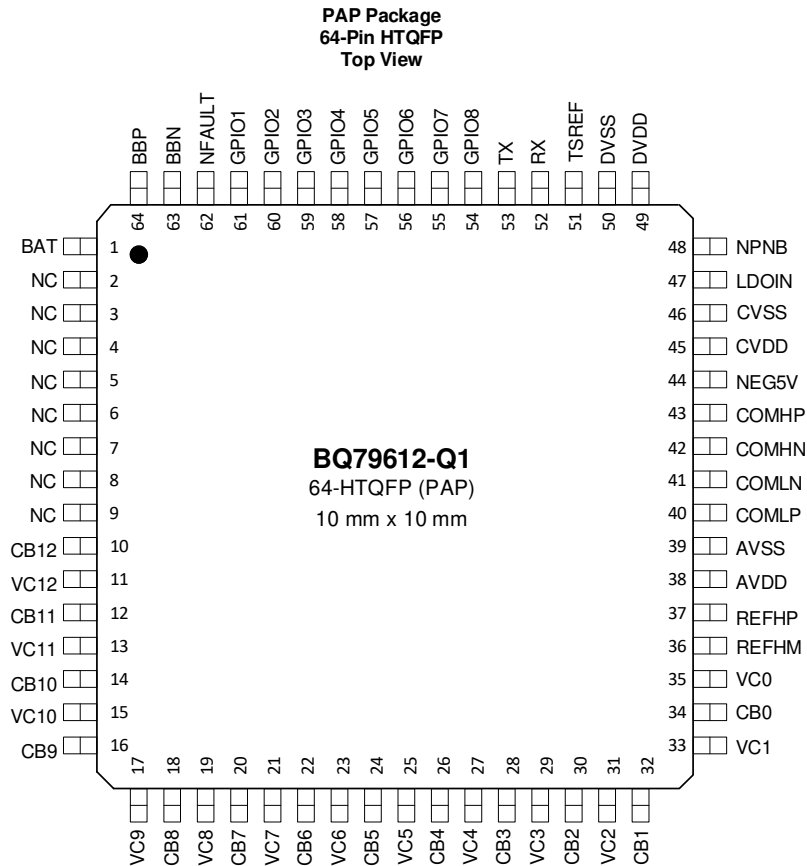 PAP Package
64-Pin HTQFP
Top View
BBP
BBN
NFAULT
GPIO1
GPIO2
GPIO3
GPIO4
GPIO5
GPIO6
GPIO7
GPIO8
TX
RX
TSREF
DVSS
DVDD
64
63
62
61
60
59
58
57
56
55
54
53
52
51
50
49
BAT 1
NC 2
NC 3
NC 4
NC 5
NC 6
NC 7
NC 8
NC 9
CB12 10
VC12 11
CB11 12
VC11 13
CB10 14
VC10 15
CB9 16
BQ79612-Q1
64-HTQFP (PAP)
10 mm x 10 mm
48 NPNB
47 LDOIN
46 CVSS
45 CVDD
44 NEG5V
43 COMHP
42 COMHN
41 COMLN
40 COMLP
39 AVSS
38 AVDD
37 REFHP
36 REFHM
35 VC0
34 CB0
33 VC1
17
18
19
20
21
22
23
24
25
26
27
28
29
30
31
32
VC9
CB8
VC8
CB7
VC7
CB6
VC6
CB5
VC5
CB4
VC4
CB3
VC3
CB2
VC2
CB1